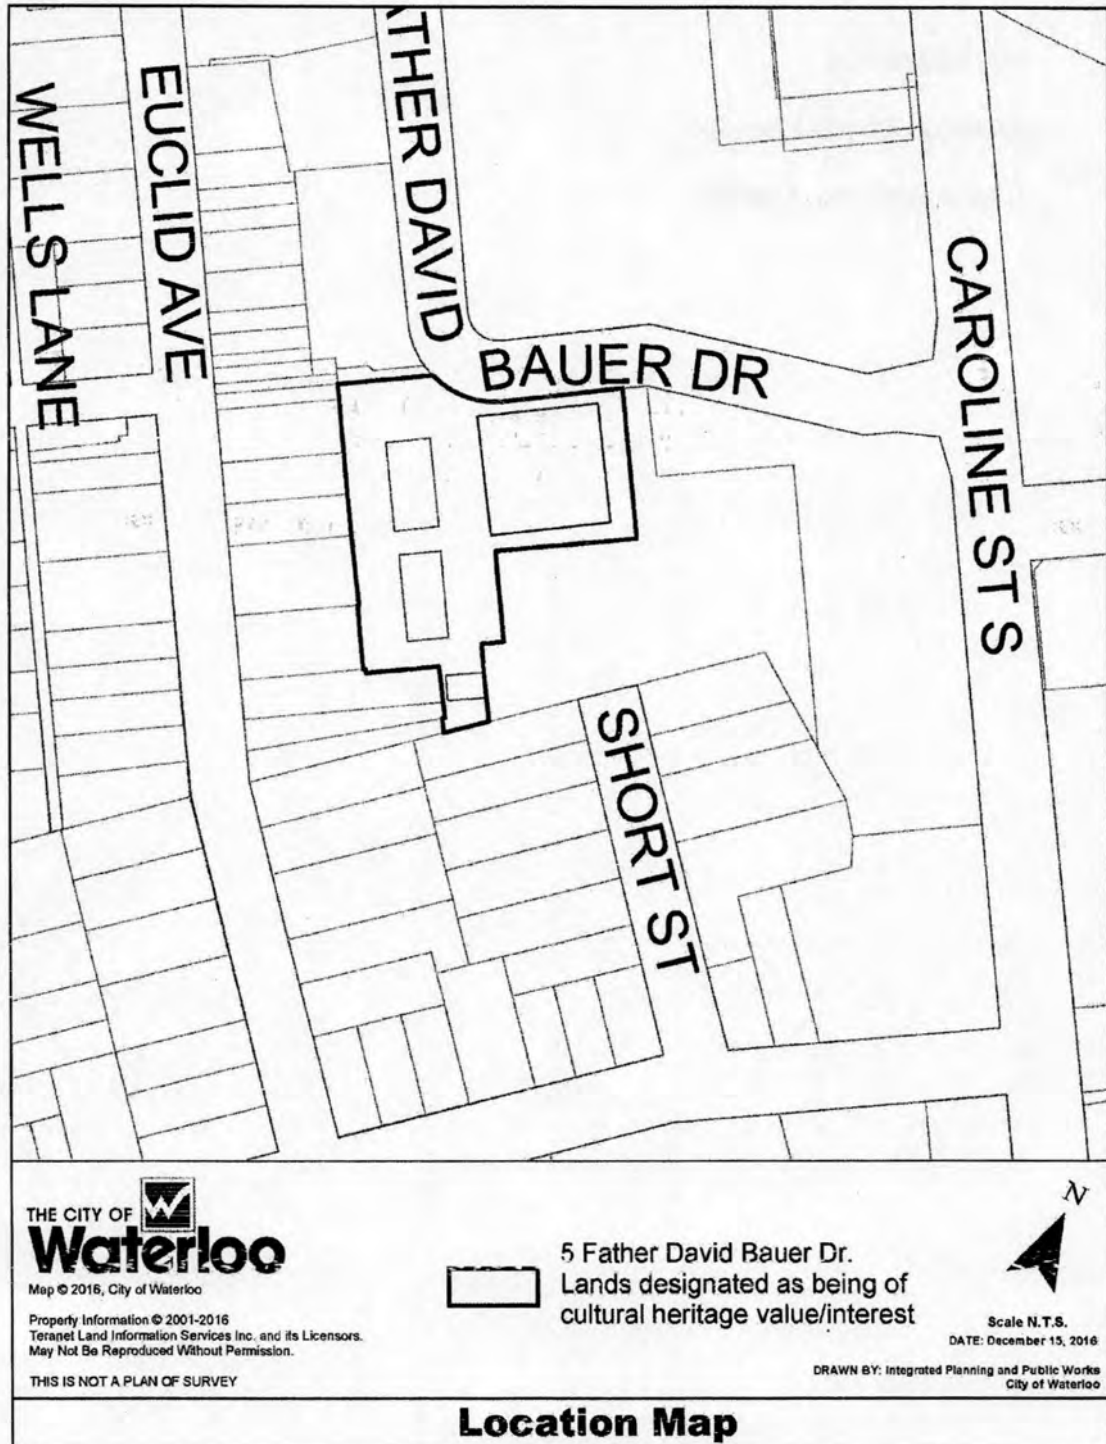 WELLS LANE
EUCLID AVE
ATHER DAVID
BAUER DR
CAROLINE ST S
SHORT ST
THE CITY OF
Waterloo
Map © 2016, City of Waterloo
Property Information © 2001-2016
Teranet Land Information Services Inc. and its Licensors.
May Not Be Reproduced Without Permission.
THIS IS NOT A PLAN OF SURVEY
5 Father David Bauer Dr.
Lands designated as being of
cultural heritage value/interest
N
Scale N.T.S.
DATE: December 15, 2016
DRAWN BY: Integrated Planning and Public Works
City of Waterloo
Location Map